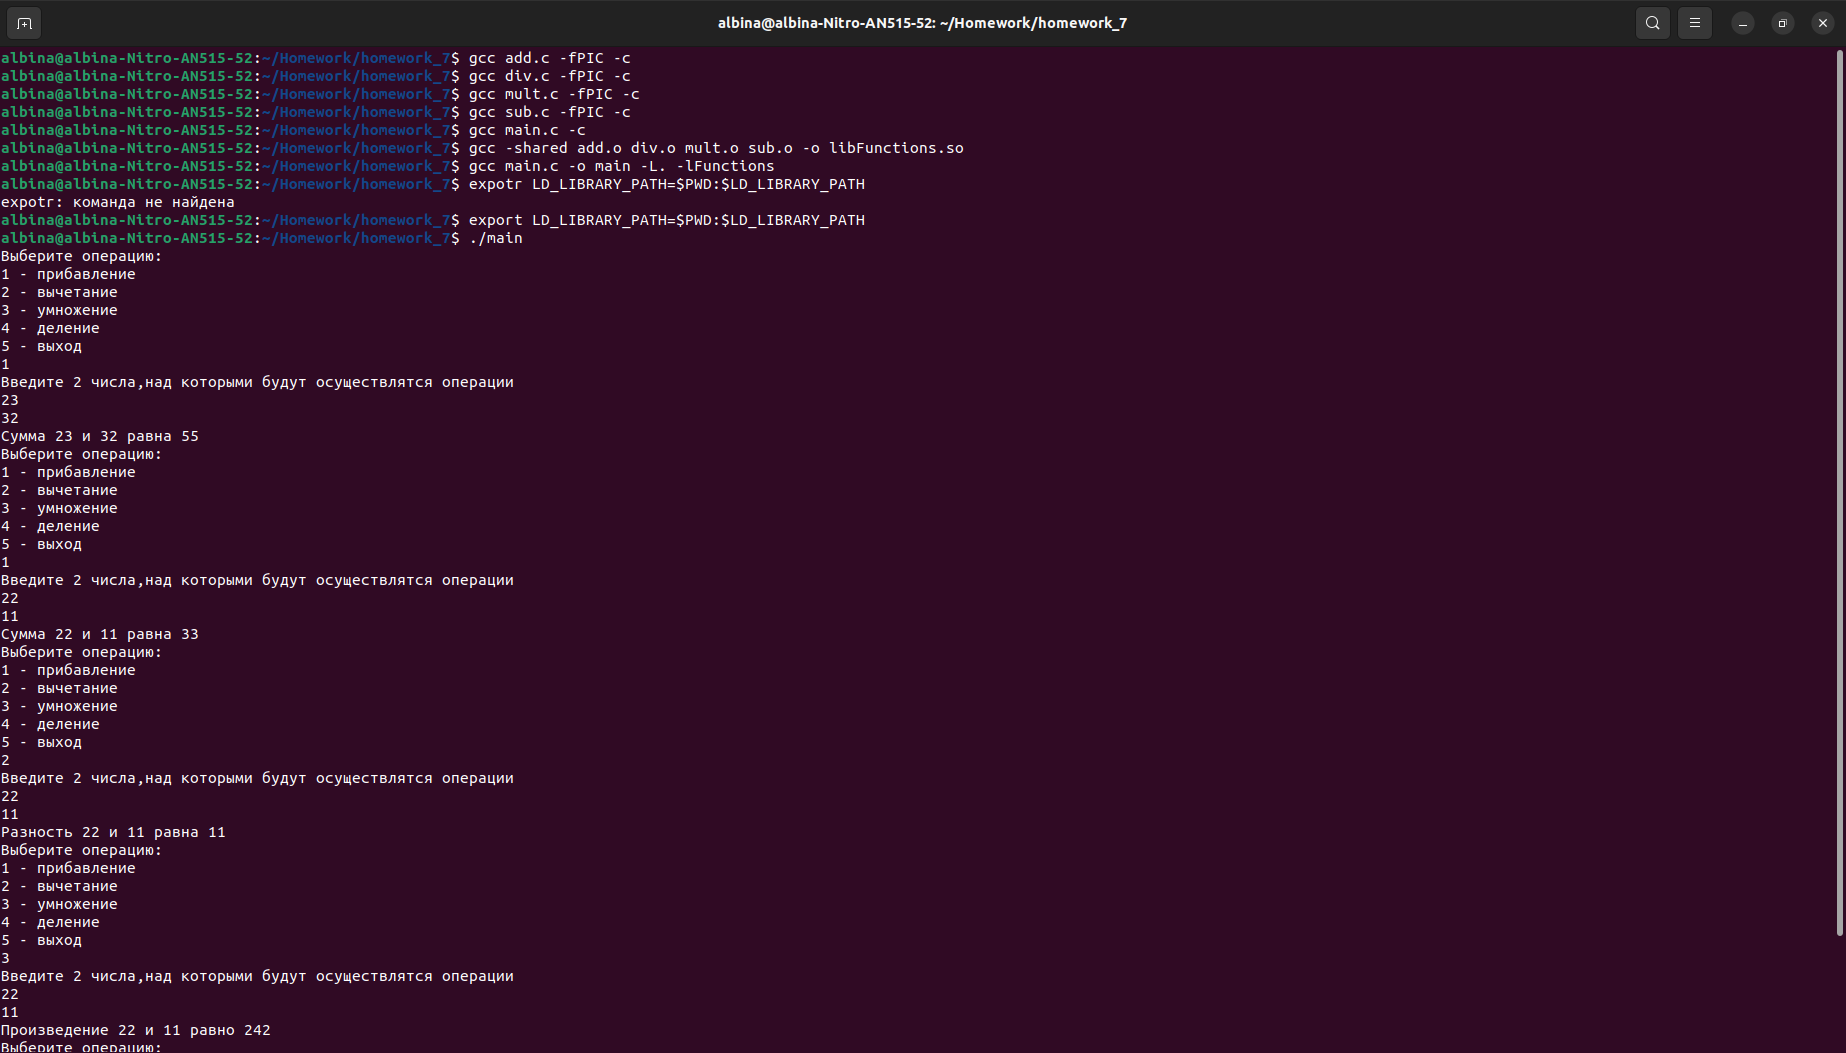 albina@albina-Nitro-AN515-52: ~/Homework/homework_7
albina@albina-Nitro-AN515-52:~/Homework/homework_7$ gcc add.c -fPIC -c
albina@albina-Nitro-AN515-52:~/Homework/homework_7$ gcc div.c -fPIC -c
albina@albina-Nitro-AN515-52:~/Homework/homework_7$ gcc mult.c -fPIC -c
albina@albina-Nitro-AN515-52:~/Homework/homework_7$ gcc sub.c -fPIC -c
albina@albina-Nitro-AN515-52:~/Homework/homework_7$ gcc main.c -c
albina@albina-Nitro-AN515-52:~/Homework/homework_7$ gcc -shared add.o div.o mult.o sub.o -o libFunctions.so
albina@albina-Nitro-AN515-52:~/Homework/homework_7$ gcc main.c -o main -L. -lFunctions
albina@albina-Nitro-AN515-52:~/Homework/homework_7$ expotr LD_LIBRARY_PATH=$PWD:$LD_LIBRARY_PATH
expotr: команда не найдена
albina@albina-Nitro-AN515-52:~/Homework/homework_7$ export LD_LIBRARY_PATH=$PWD:$LD_LIBRARY_PATH
albina@albina-Nitro-AN515-52:~/Homework/homework_7$ ./main
Выберите операцию:
1 - прибавление
2 - вычетание
3 - умножение
4 - деление
5 - выход
1
Введите 2 числа,над которыми будут осуществлятся операции
23
32
Сумма 23 и 32 равна 55
Выберите операцию:
1 - прибавление
2 - вычетание
3 - умножение
4 - деление
5 - выход
1
Введите 2 числа,над которыми будут осуществлятся операции
22
11
Сумма 22 и 11 равна 33
Выберите операцию:
1 - прибавление
2 - вычетание
3 - умножение
4 - деление
5 - выход
2
Введите 2 числа,над которыми будут осуществлятся операции
22
11
Разность 22 и 11 равна 11
Выберите операцию:
1 - прибавление
2 - вычетание
3 - умножение
4 - деление
5 - выход
3
Введите 2 числа,над которыми будут осуществлятся операции
22
11
Произведение 22 и 11 равно 242
Выберите операцию: